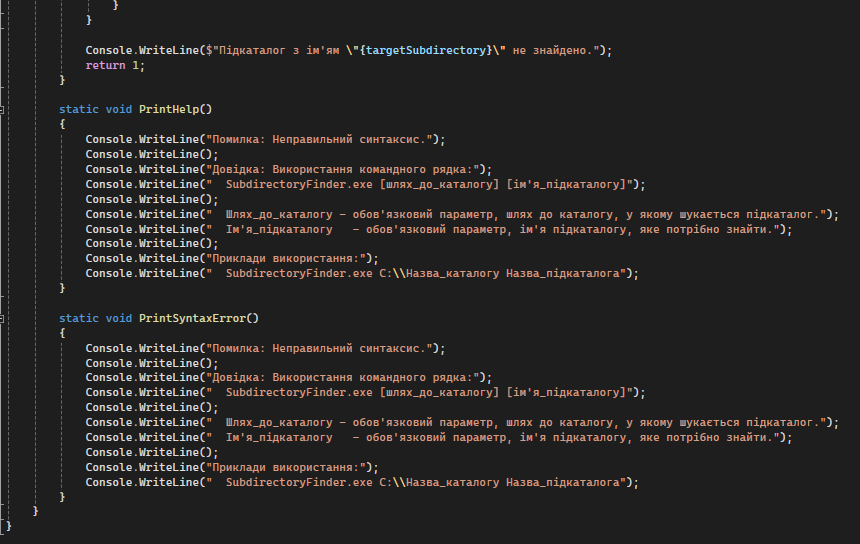 }
}
Console.WriteLine($"Підкаталог з ім'ям \"{targetSubdirectory}\" не знайдено.");
return 1;
}
static void PrintHelp()
{
Console.WriteLine("Помилка: Неправильний синтаксис.");
Console.WriteLine();
Console.WriteLine("Довідка: Використання командного рядка:");
Console.WriteLine("  SubdirectoryFinder.exe [шлях_до_каталогу] [ім'я_підкаталогу]");
Console.WriteLine();
Console.WriteLine("  Шлях_до_каталогу – обов'язковий параметр, шлях до каталогу, у якому шукається підкаталог.");
Console.WriteLine("  Ім'я_підкаталогу   – обов'язковий параметр, ім'я підкаталогу, яке потрібно знайти.");
Console.WriteLine();
Console.WriteLine("Приклади використання:");
Console.WriteLine("  SubdirectoryFinder.exe C:\\Назва_каталогу Назва_підкаталога");
}
static void PrintSyntaxError()
{
Console.WriteLine("Помилка: Неправильний синтаксис.");
Console.WriteLine();
Console.WriteLine("Довідка: Використання командного рядка:");
Console.WriteLine("  SubdirectoryFinder.exe [шлях_до_каталогу] [ім'я_підкаталогу]");
Console.WriteLine();
Console.WriteLine("  Шлях_до_каталогу – обов'язковий параметр, шлях до каталогу, у якому шукається підкаталог.");
Console.WriteLine("  Ім'я_підкаталогу   – обов'язковий параметр, ім'я підкаталогу, яке потрібно знайти.");
Console.WriteLine();
Console.WriteLine("Приклади використання:");
Console.WriteLine("  SubdirectoryFinder.exe C:\\Назва_каталогу Назва_підкаталога");
}
}
}